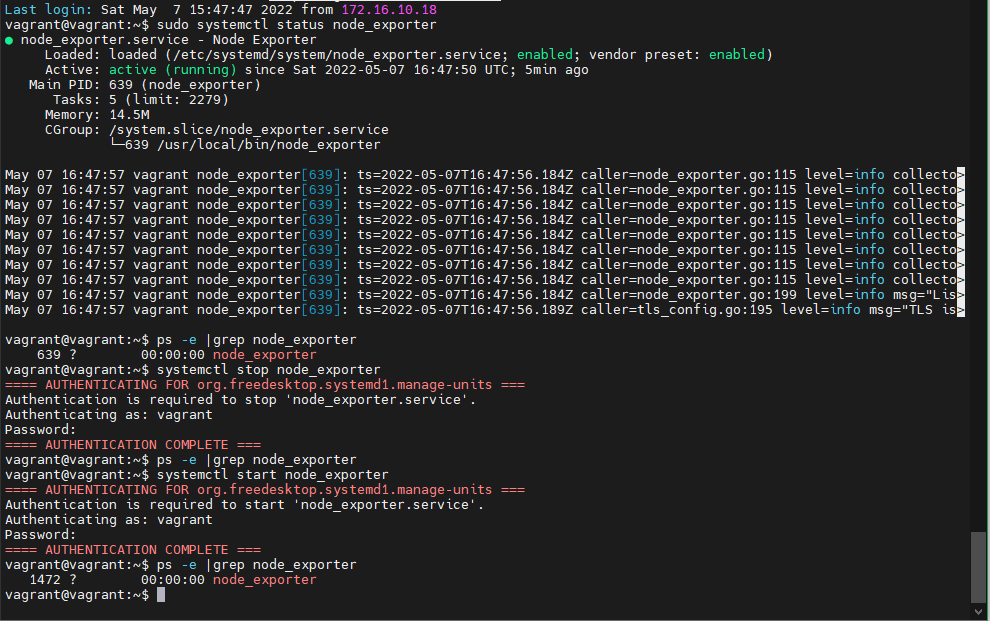 Last login: Sat May  7 15:47:47 2022 from 172.16.10.18
vagrant@vagrant:~$ sudo systemctl status node_exporter
● node_exporter.service - Node Exporter
     Loaded: loaded (/etc/systemd/system/node_exporter.service; enabled; vendor preset: enabled)
     Active: active (running) since Sat 2022-05-07 16:47:50 UTC; 5min ago
   Main PID: 639 (node_exporter)
      Tasks: 5 (limit: 2279)
     Memory: 14.5M
     CGroup: /system.slice/node_exporter.service
             └─639 /usr/local/bin/node_exporter

May 07 16:47:57 vagrant node_exporter[639]: ts=2022-05-07T16:47:56.184Z caller=node_exporter.go:115 level=info collecto>
May 07 16:47:57 vagrant node_exporter[639]: ts=2022-05-07T16:47:56.184Z caller=node_exporter.go:115 level=info collecto>
May 07 16:47:57 vagrant node_exporter[639]: ts=2022-05-07T16:47:56.184Z caller=node_exporter.go:115 level=info collecto>
May 07 16:47:57 vagrant node_exporter[639]: ts=2022-05-07T16:47:56.184Z caller=node_exporter.go:115 level=info collecto>
May 07 16:47:57 vagrant node_exporter[639]: ts=2022-05-07T16:47:56.184Z caller=node_exporter.go:115 level=info collecto>
May 07 16:47:57 vagrant node_exporter[639]: ts=2022-05-07T16:47:56.184Z caller=node_exporter.go:115 level=info collecto>
May 07 16:47:57 vagrant node_exporter[639]: ts=2022-05-07T16:47:56.184Z caller=node_exporter.go:115 level=info collecto>
May 07 16:47:57 vagrant node_exporter[639]: ts=2022-05-07T16:47:56.184Z caller=node_exporter.go:115 level=info collecto>
May 07 16:47:57 vagrant node_exporter[639]: ts=2022-05-07T16:47:56.184Z caller=node_exporter.go:199 level=info msg="Lis>
May 07 16:47:57 vagrant node_exporter[639]: ts=2022-05-07T16:47:56.189Z caller=tls_config.go:195 level=info msg="TLS is>

vagrant@vagrant:~$ ps -e |grep node_exporter
    639 ?        00:00:00 node_exporter
vagrant@vagrant:~$ systemctl stop node_exporter
==== AUTHENTICATING FOR org.freedesktop.systemd1.manage-units ===
Authentication is required to stop 'node_exporter.service'.
Authenticating as: vagrant
Password:
==== AUTHENTICATION COMPLETE ===
vagrant@vagrant:~$ ps -e |grep node_exporter
vagrant@vagrant:~$ systemctl start node_exporter
==== AUTHENTICATING FOR org.freedesktop.systemd1.manage-units ===
Authentication is required to start 'node_exporter.service'.
Authenticating as: vagrant
Password:
==== AUTHENTICATION COMPLETE ===
vagrant@vagrant:~$ ps -e |grep node_exporter
   1472 ?        00:00:00 node_exporter
vagrant@vagrant:~$